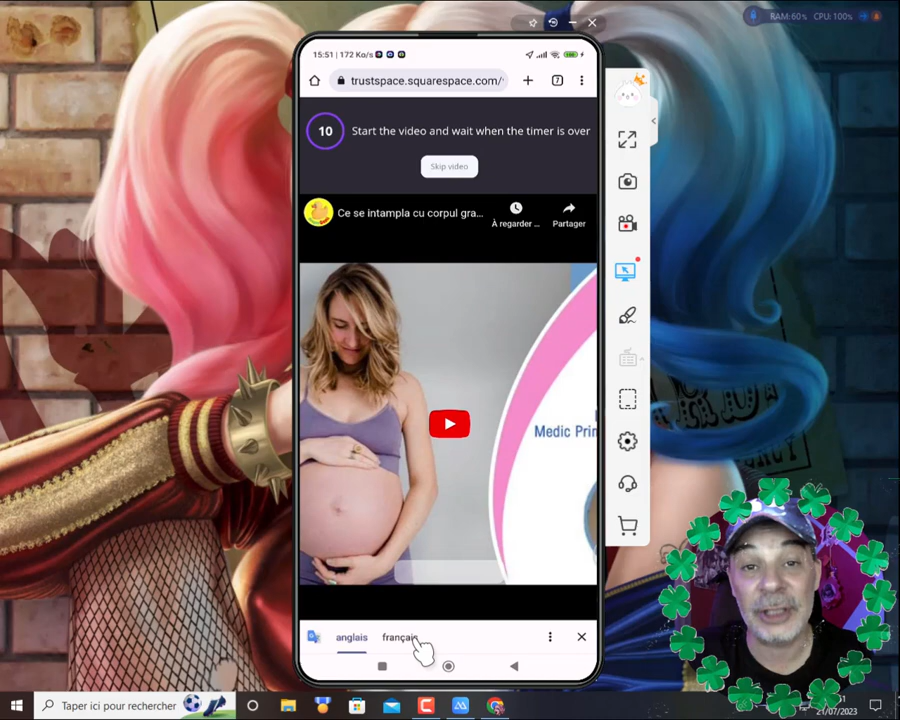 RAM: 60% CPU: 100%
15:51 | 172 Ko/s
trustspace.squarespace.com/
7
10 Start the video and wait when the timer is over
Skip video
Ce se intampla cu corpul gra...
À regarder ...
Partager
Medic Prin
anglais français
Taper ici pour rechercher
21/07/2023